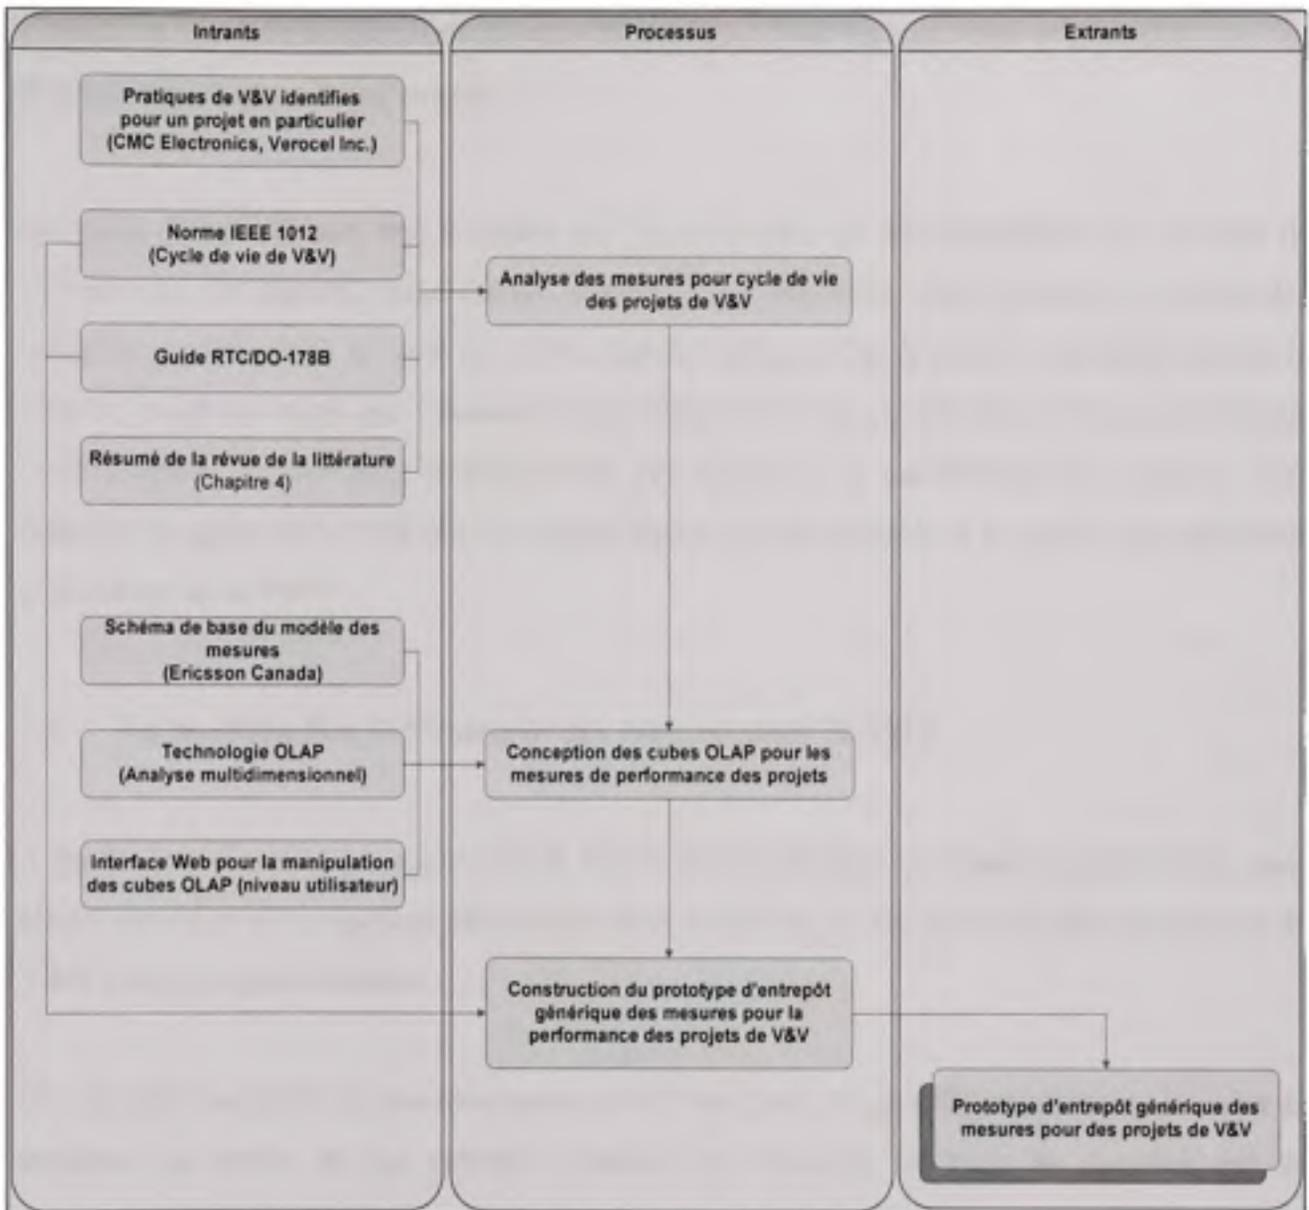 Intrants
Processus
Extrants
Pratiques de V&V identifies
pour un projet en particulier
(CMC Electronics, Verocel Inc.)
Norme IEEE 1012
(Cycle de vie de V&V)
Analyse des mesures pour cycle de vie
des projets de V&V
Guide RTC/DO-178B
Résumé de la révue de la littérature
(Chapitre 4)
Schéma de base du modèle des
mesures
(Ericsson Canada)
Technologie OLAP
(Analyse multidimensionnel)
Conception des cubes OLAP pour les
mesures de performance des projets
Interface Web pour la manipulation
des cubes OLAP (niveau utilisateur)
Construction du prototype d'entrepôt
générique des mesures pour la
performance des projets de V&V
Prototype d'entrepôt générique des
mesures pour des projets de V&V